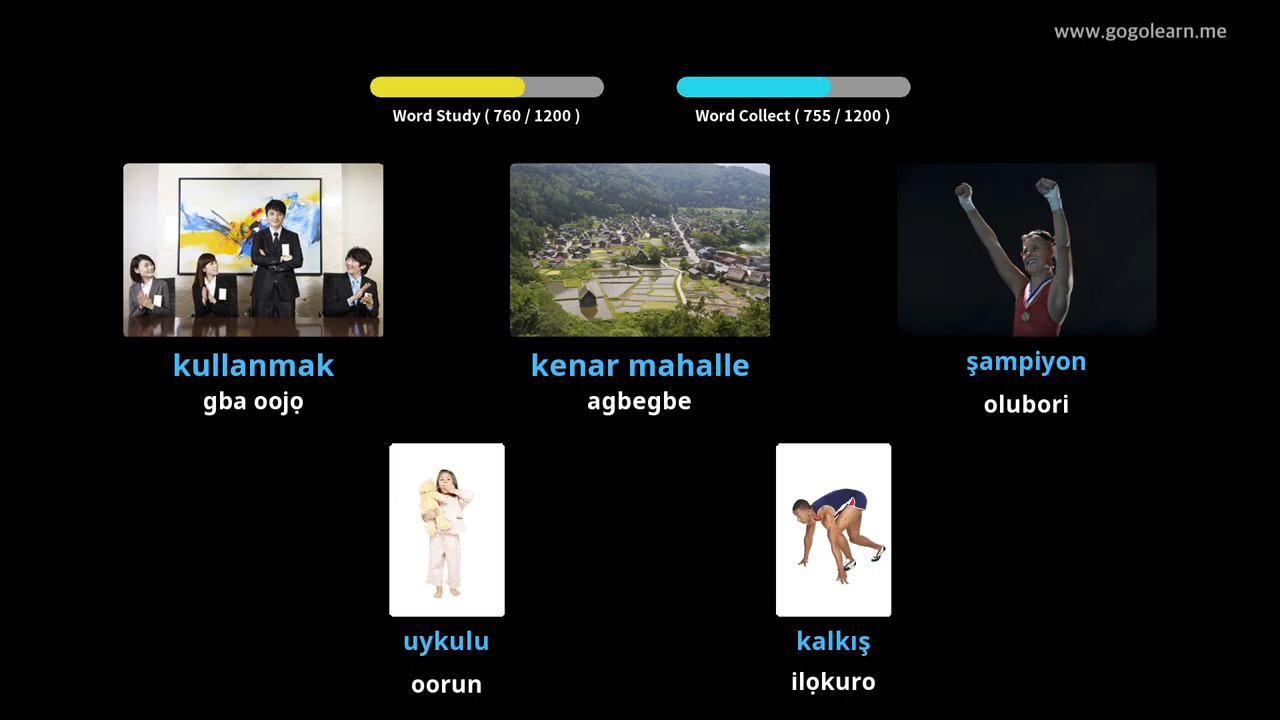 www.gogolearn.me
Word Study ( 760 / 1200 )
Word Collect ( 755 / 1200 )
kullanmak
gba oojọ
kenar mahalle
agbegbe
şampiyon
olubori
uykulu
oorun
kalkış
ilọkuro